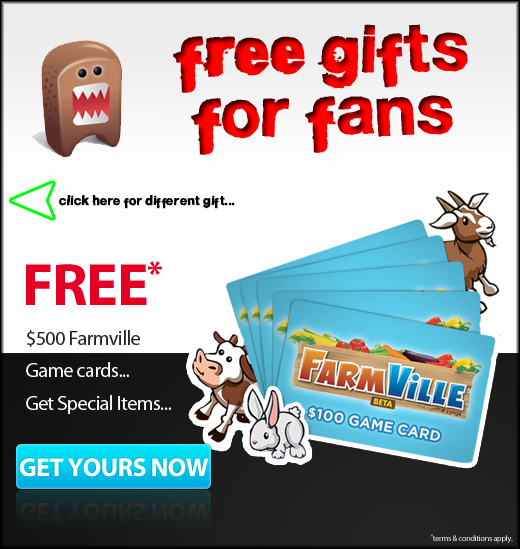 free gifts
for fans
click here for different gift...
FREE*
$500 Farmville
Game cards...
Get Special Items...
FARMVILLE
BETA
zynga
$100 GAME CARD
GET YOURS NOW
*terms & conditions apply.